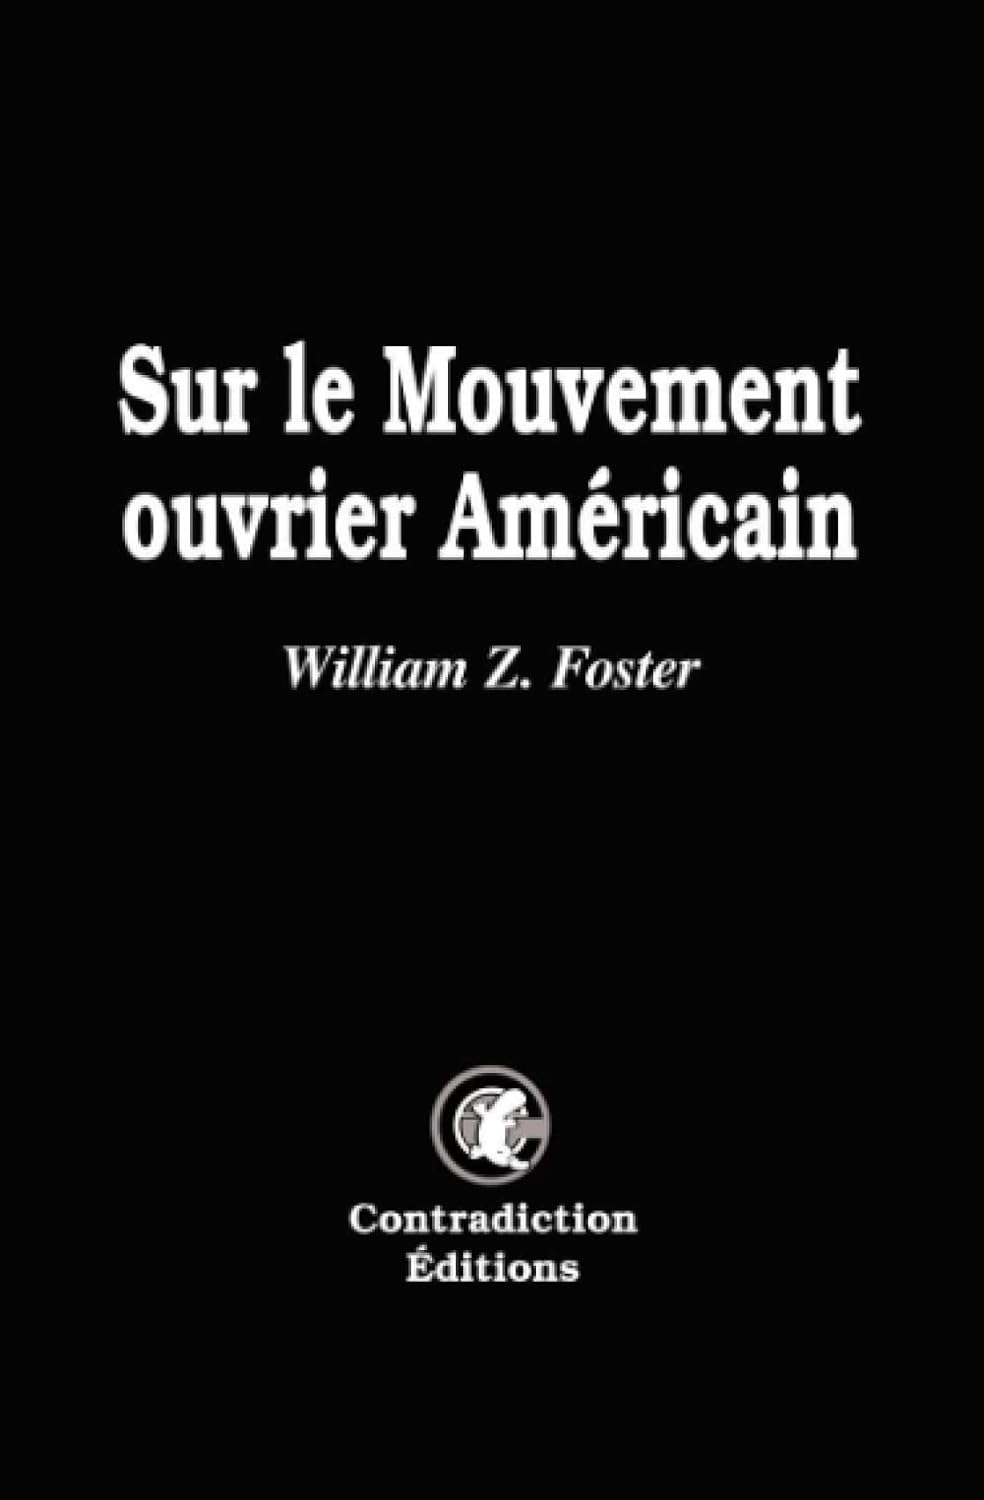 Sur le Mouvement
ouvrier Américain
William Z. Foster
Contradiction
Éditions